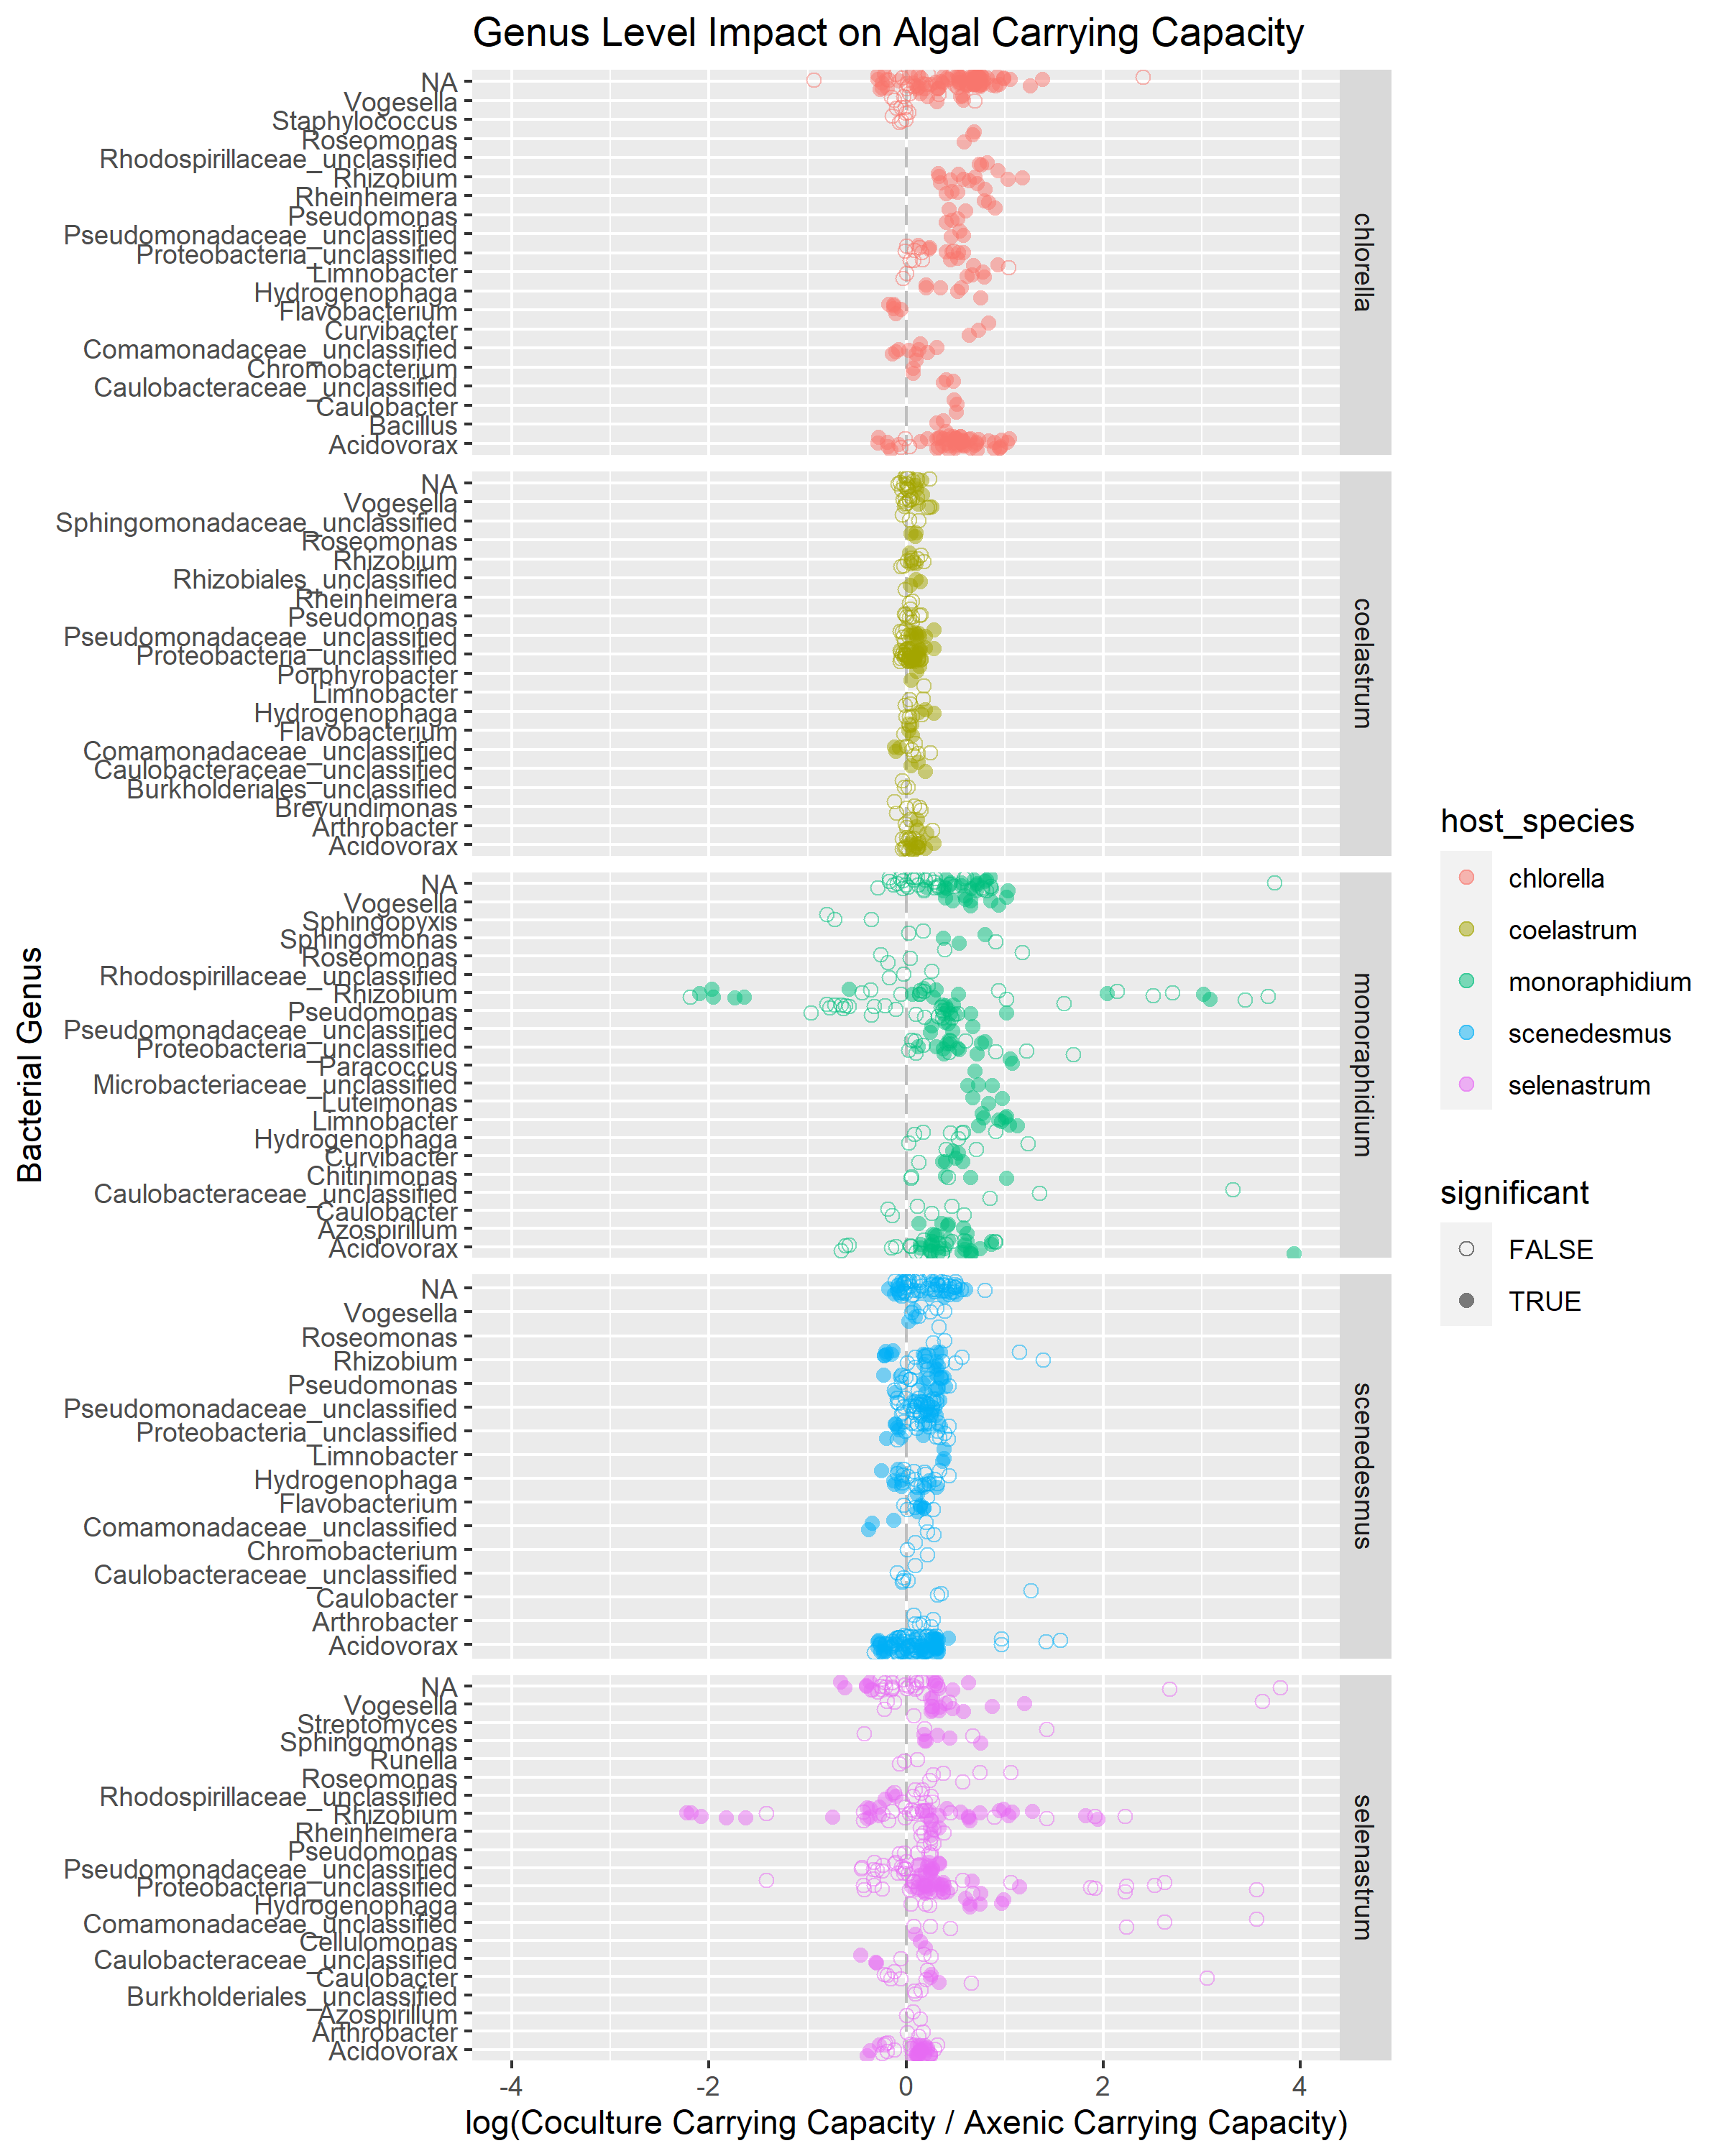 Genus Level Impact on Algal Carrying Capacity
Bacterial Genus
NA
Vogesella
Staphylococcus
Roseomonas
Rhodospirillaceae_unclassified
Rhizobium
Rheinheimera
Pseudomonas
Pseudomonadaceae_unclassified
Proteobacteria_unclassified
Limnobacter
Hydrogenophaga
Flavobacterium
Curvibacter
Comamonadaceae_unclassified
Chromobacterium
Caulobacteraceae_unclassified
Caulobacter
Bacillus
Acidovorax
chlorella
NA
Vogesella
Sphingomonadaceae_unclassified
Roseomonas
Rhizobium
Rhizobiales_unclassified
Rheinheimera
Pseudomonas
Pseudomonadaceae_unclassified
Proteobacteria_unclassified
Porphyrobacter
Limnobacter
Hydrogenophaga
Flavobacterium
Comamonadaceae_unclassified
Caulobacteraceae_unclassified
Burkholderiales_unclassified
Brevundimonas
Arthrobacter
Acidovorax
coelastrum
NA
Vogesella
Sphingopyxis
Sphingomonas
Roseomonas
Rhodospirillaceae_unclassified
Rhizobium
Pseudomonas
Pseudomonadaceae_unclassified
Proteobacteria_unclassified
Paracoccus
Microbacteriaceae_unclassified
Luteimonas
Limnobacter
Hydrogenophaga
Curvibacter
Chitinimonas
Caulobacteraceae_unclassified
Caulobacter
Azospirillum
Acidovorax
monoraphidium
NA
Vogesella
Roseomonas
Rhizobium
Pseudomonas
Pseudomonadaceae_unclassified
Proteobacteria_unclassified
Limnobacter
Hydrogenophaga
Flavobacterium
Comamonadaceae_unclassified
Chromobacterium
Caulobacteraceae_unclassified
Caulobacter
Arthrobacter
Acidovorax
scenedesmus
NA
Vogesella
Streptomyces
Sphingomonas
Runella
Roseomonas
Rhodospirillaceae_unclassified
Rhizobium
Rheinheimera
Pseudomonas
Pseudomonadaceae_unclassified
Proteobacteria_unclassified
Hydrogenophaga
Comamonadaceae_unclassified
Cellulomonas
Caulobacteraceae_unclassified
Caulobacter
Burkholderiales_unclassified
Azospirillum
Arthrobacter
Acidovorax
selenastrum
-4 -2 0 2 4
log(Coculture Carrying Capacity / Axenic Carrying Capacity)
host_species
chlorella
coelastrum
monoraphidium
scenedesmus
selenastrum
significant
FALSE
TRUE